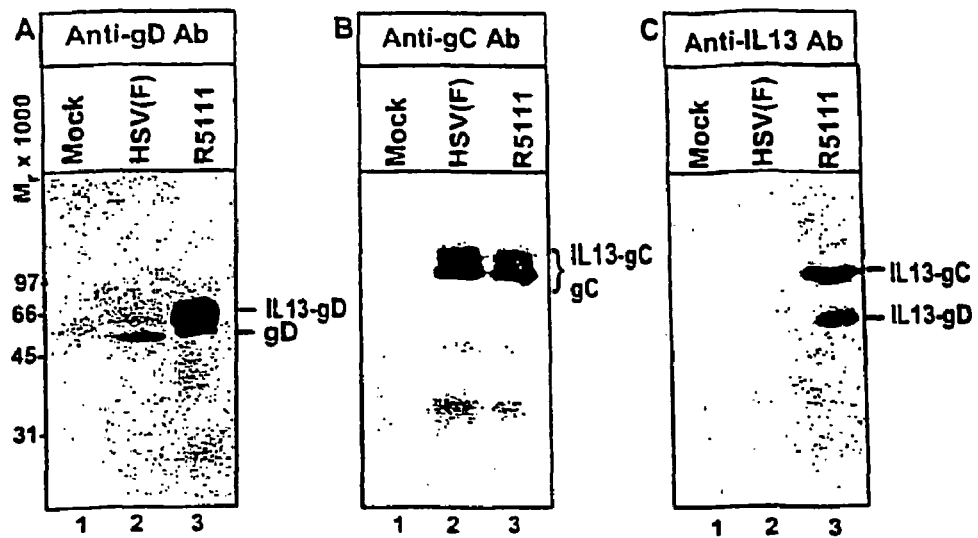 A
Anti-gD Ab
Mr x 1000
Mock
HSV(F)
R5111
97
66
45
31
IL13-gD
gD
1 2 3
B
Anti-gC Ab
Mock
HSV(F)
R5111
IL13-gC
gC
1 2 3
C
Anti-IL13 Ab
Mock
HSV(F)
R5111
IL13-gC
IL13-gD
1 2 3